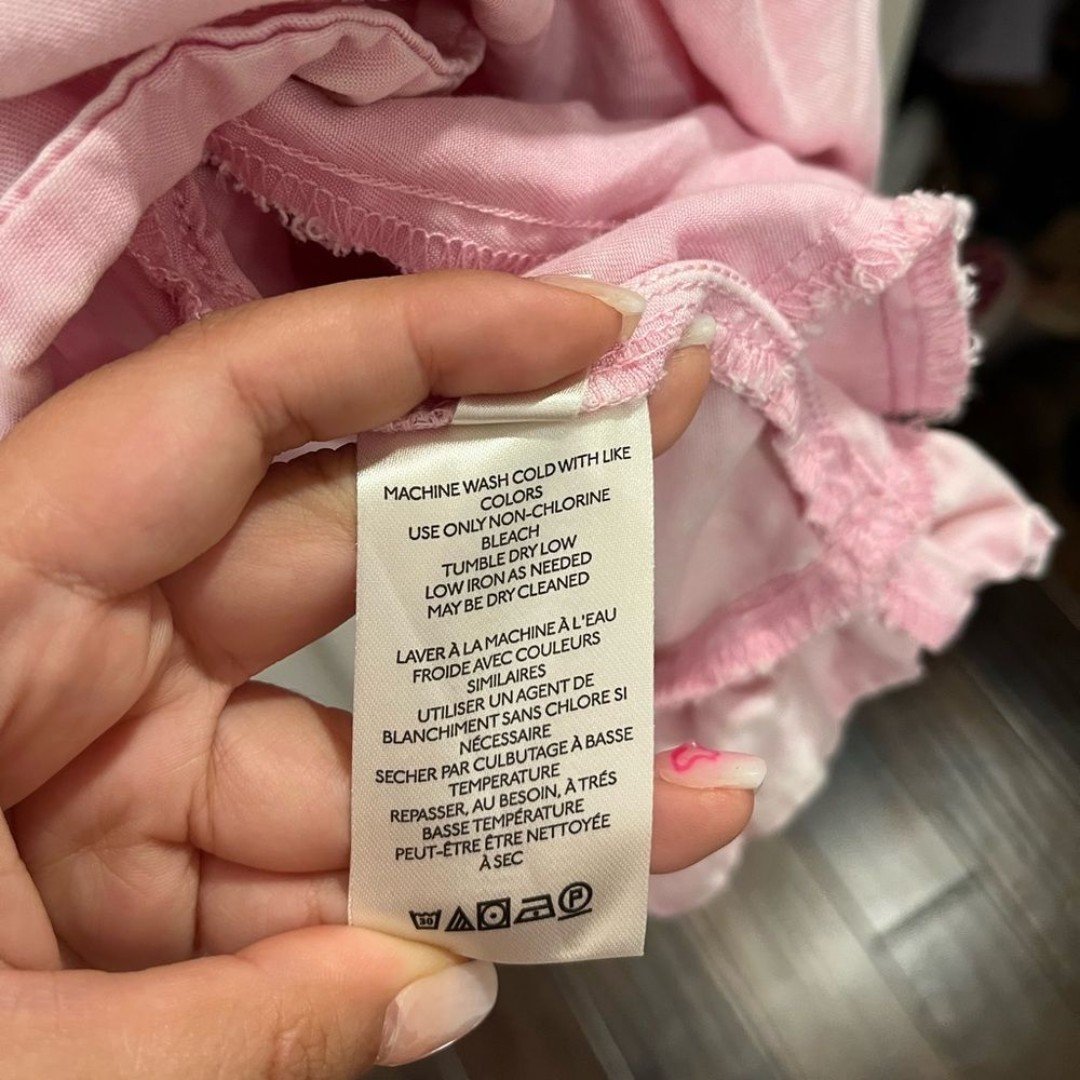 MACHINE WASH COLD WITH LIKE
COLORS
USE ONLY NON-CHLORINE
BLEACH
TUMBLE DRY LOW
LOW IRON AS NEEDED
MAY BE DRY CLEANED
LAVER À LA MACHINE À L'EAU
FROIDE AVEC COULEURS
SIMILAIRES
UTILISER UN AGENT DE
BLANCHIMENT SANS CHLORE SI
NÉCESSAIRE
SECHER PAR CULBUTAGE À BASSE
TEMPERATURE
REPASSER, AU BESOIN, À TRÉS
BASSE TEMPÉRATURE
PEUT-ÊTRE ÊTRE NETTOYÉE
À SEC
30 P